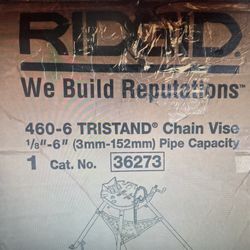 RIDGID
We Build Reputations™
460-6 TRISTAND® Chain Vise
1/8"-6" (3mm-152mm) Pipe Capacity
1 Cat. No. 36273